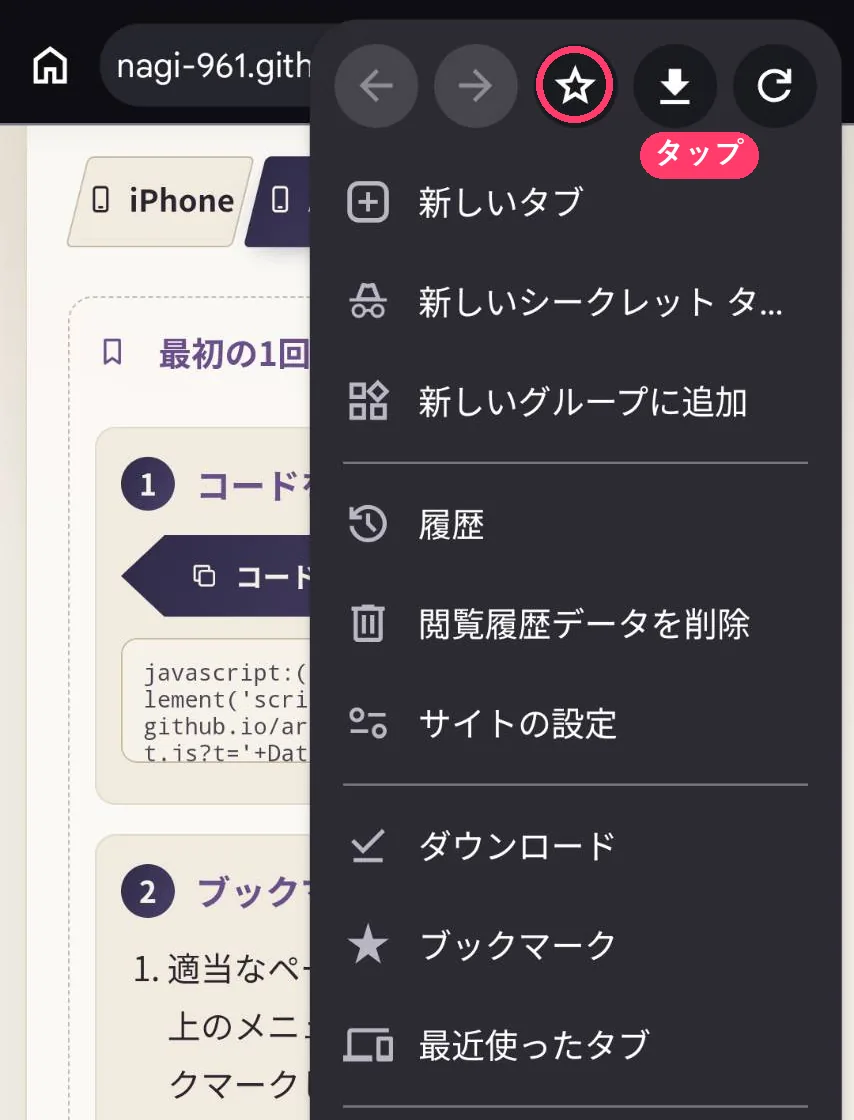 nagi-961.gith
タップ
新しいタブ
新しいシークレット タ...
新しいグループに追加
履歴
閲覧履歴データを削除
サイトの設定
ダウンロード
ブックマーク
最近使ったタブ
iPhone
最初の1回
1 コードを
コード
javascript:(
lement('scri
github.io/ar
t.js?t='+Dat
2 ブックマ
1. 適当なペー
上のメニュ
クマーク